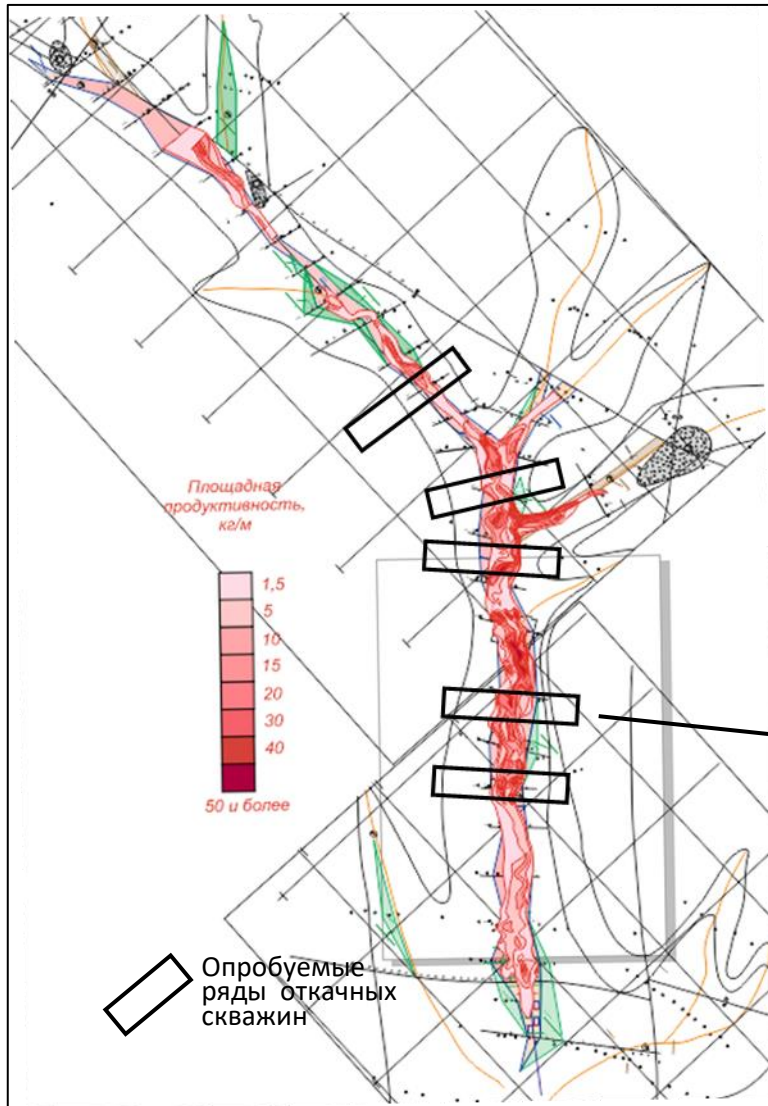 Площадная
продуктивность,
кг/м
1,5
5
10
15
20
30
40
50 и более
Опробуемые
ряды откачных
скважин